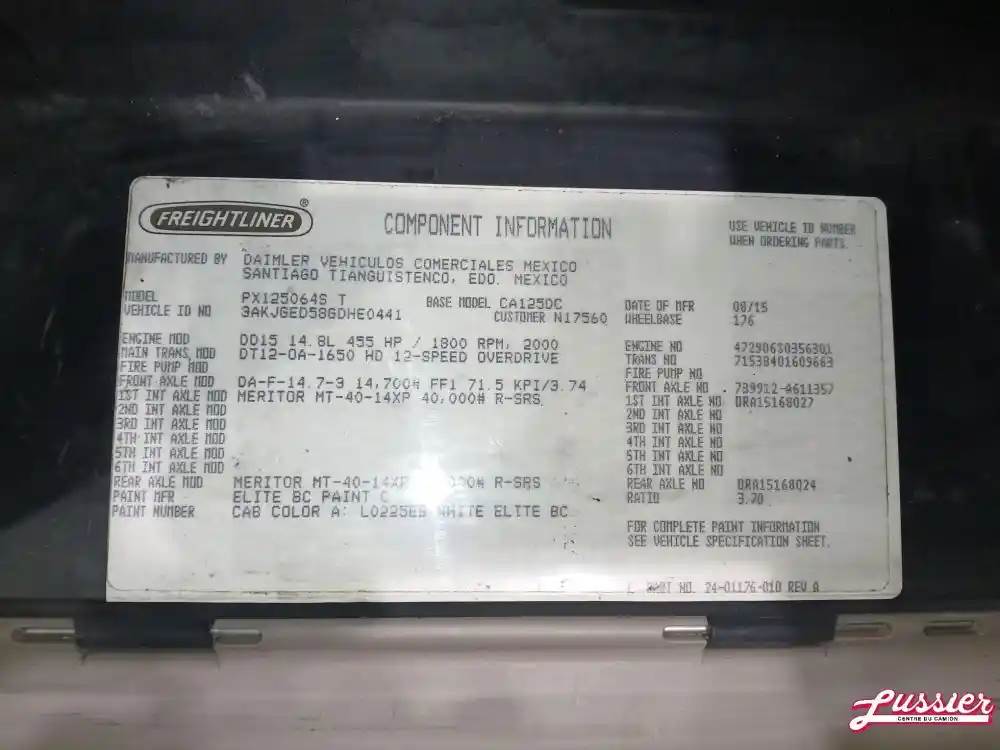 FREIGHTLINER®
COMPONENT INFORMATION
USE VEHICLE ID NUMBER
WHEN ORDERING PARTS.
MANUFACTURED BY DAIMLER VEHICULOS COMERCIALES MEXICO
SANTIAGO TIANGUISTENCO, EDO. MEXICO
MODEL PX125064S T BASE MODEL CA125DC DATE OF MFR 08/15
VEHICLE ID NO 3AKJGED58GDHE0441 CUSTOMER N17560 WHEELBASE 176
ENGINE MOD DD15 14.8L 455 HP / 1800 RPM, 2000 ENGINE NO 472906S0356301
MAIN TRANS MOD DT12-OA-1650 HD 12-SPEED OVERDRIVE TRANS NO 71538401609663
FIRE PUMP MOD FIRE PUMP NO
FRONT AXLE MOD DA-F-14.7-3 14,700# FF1 71.5 KPI/3.74 FRONT AXLE NO 739912-A611357
1ST INT AXLE MOD MERITOR MT-40-14XP 40,000# R-SRS 1ST INT AXLE NO ORA15168027
2ND INT AXLE MOD 2ND INT AXLE NO
3RD INT AXLE MOD 3RD INT AXLE NO
4TH INT AXLE MOD 4TH INT AXLE NO
5TH INT AXLE MOD 5TH INT AXLE NO
6TH INT AXLE MOD 6TH INT AXLE NO
REAR AXLE MOD MERITOR MT-40-14XP R-SRS REAR AXLE NO ORA15168024
PAINT MFR ELITE BC PAINT RATIO 3.70
PAINT NUMBER CAB COLOR A: L0225EB WHITE ELITE BC
FOR COMPLETE PAINT INFORMATION
SEE VEHICLE SPECIFICATION SHEET.
NO. 24-01176-010 REV A
Lussier
CENTRE DU CAMION